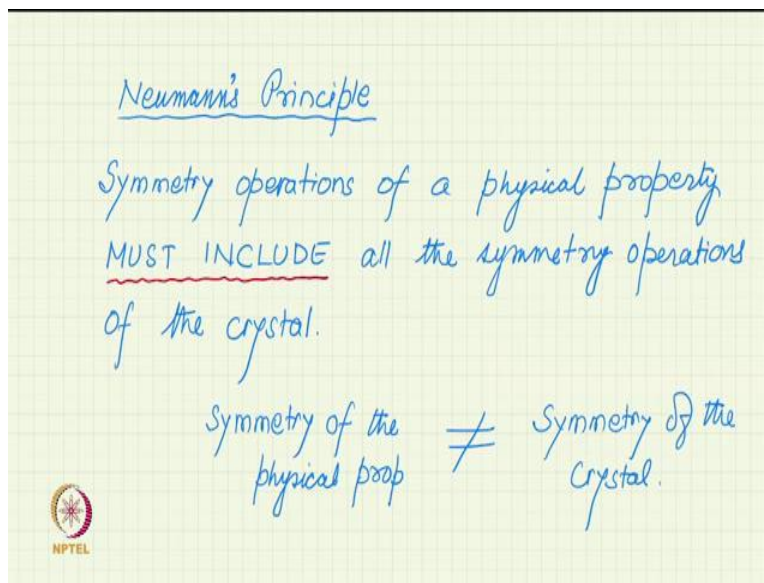 Neumann's Principle
Symmetry operations of a physical property
MUST INCLUDE all the symmetry operations
of the crystal.
Symmetry of the ≠ Symmetry of the
physical prop crystal.
NPTEL